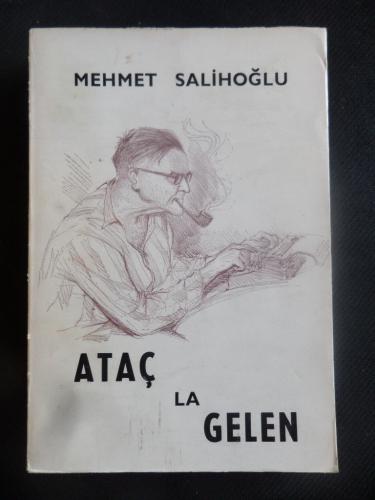 MEHMET SALİHOĞLU
ATAÇ
LA
GELEN